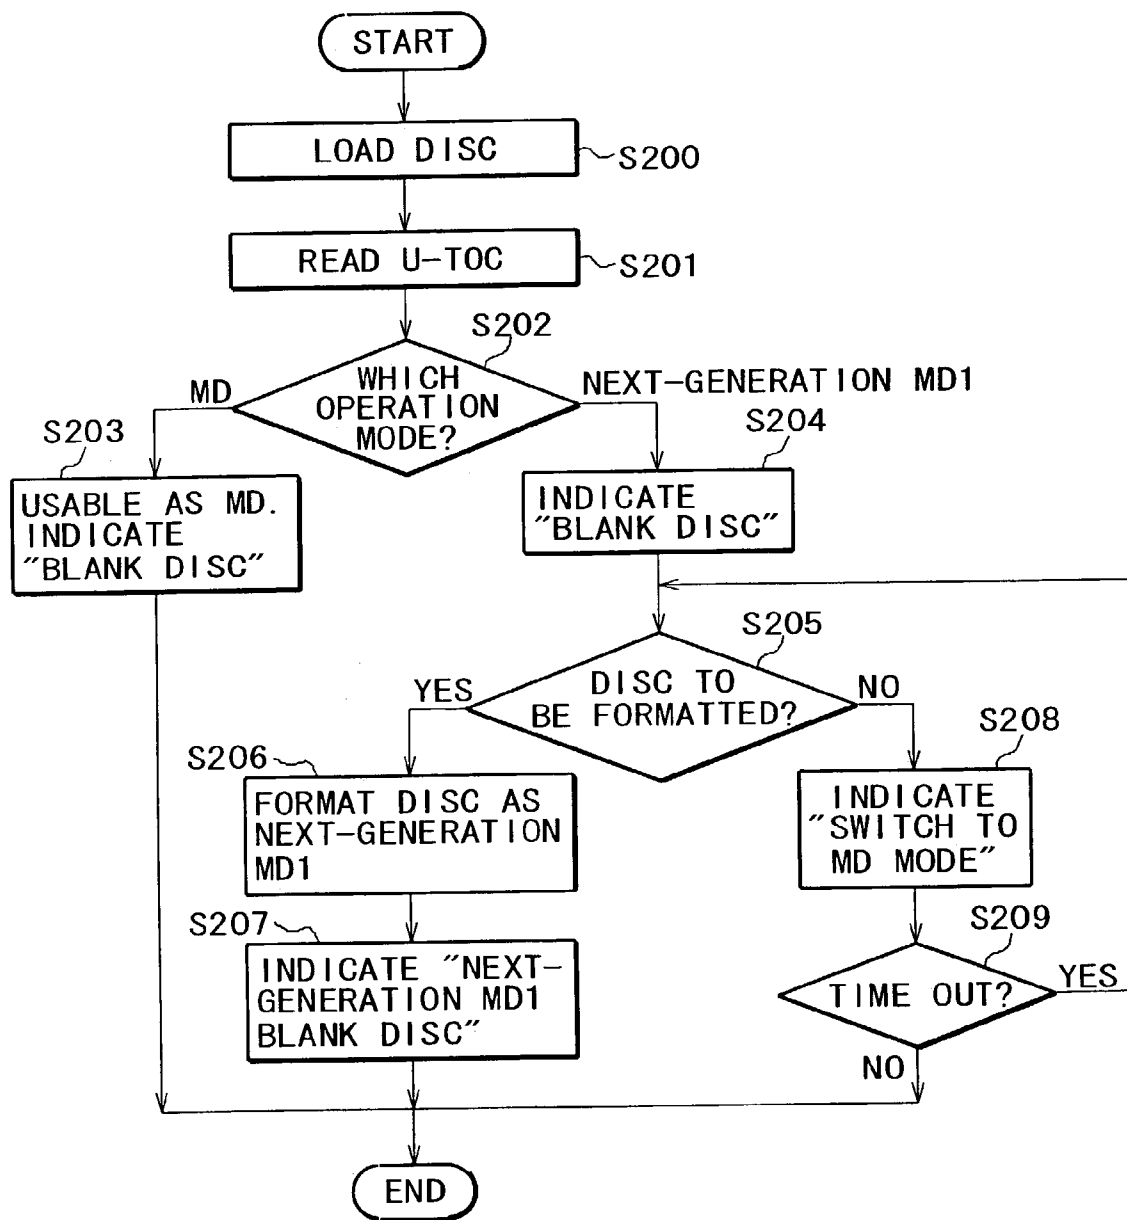 START
LOAD DISC
S200
READ U-TOC
S201
S202
WHICH
OPERATION
MODE?
MD
NEXT-GENERATION MD1
S203
USABLE AS MD.
INDICATE
"BLANK DISC"
S204
INDICATE
"BLANK DISC"
S205
DISC TO
BE FORMATTED?
YES
NO
S206
FORMAT DISC AS
NEXT-GENERATION
MD1
S208
INDICATE
"SWITCH TO
MD MODE"
S207
INDICATE "NEXT-
GENERATION MD1
BLANK DISC"
S209
TIME OUT?
YES
NO
END